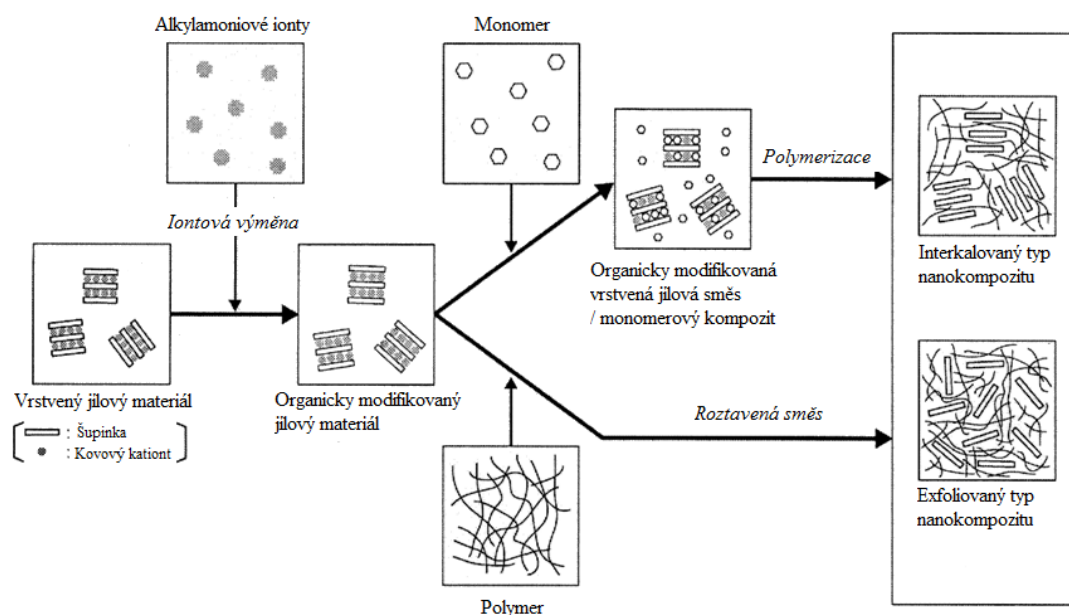 Alkylamoniové ionty
Monomer
Iontová výměna
Polymerizace
Interkalovaný typ
nanokompozitu
Organicky modifikovaná
vrstvená jílová směs
/ monomerový kompozit
Vrstvený jílový materiál
: Šupinka
: Kovový kationt
Organicky modifikovaný
jílový materiál
Roztavená směs
Exfoliovaný typ
nanokompozitu
Polymer